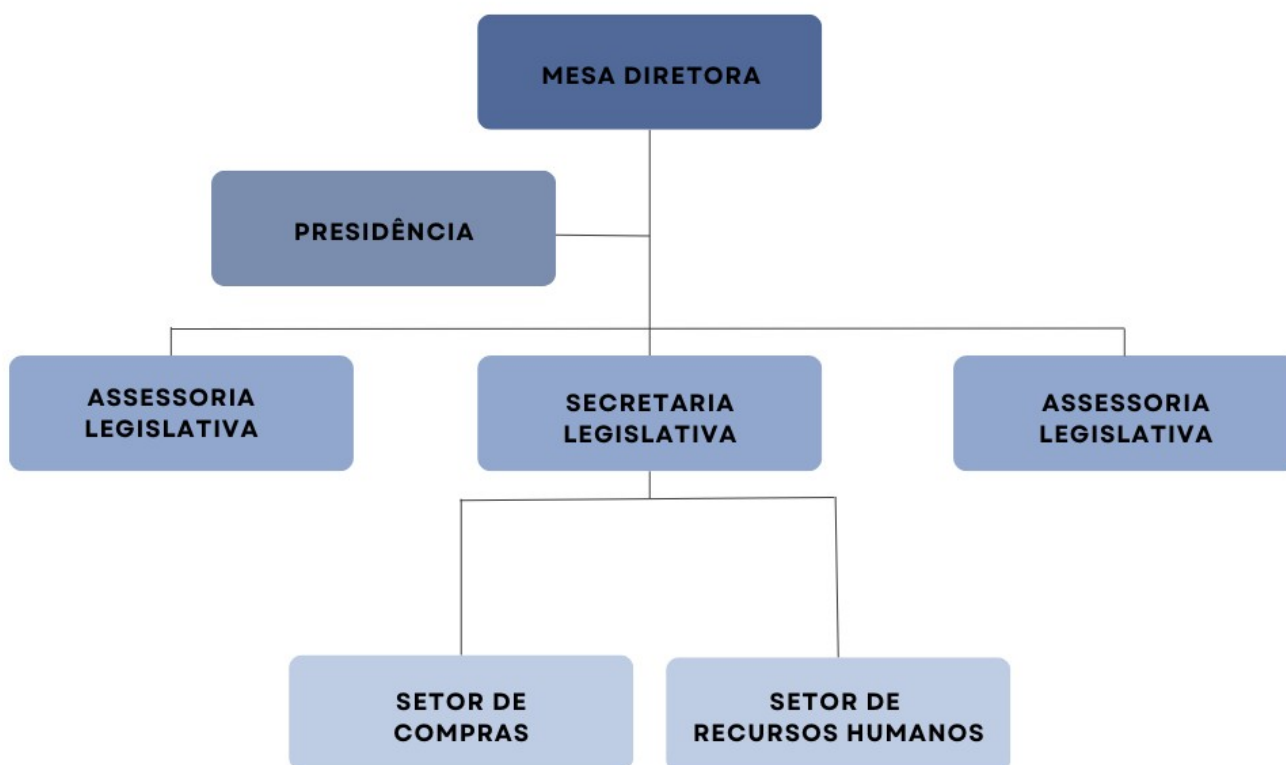 MESA DIRETORA
PRESIDÊNCIA
ASSESSORIA
LEGISLATIVA
SECRETARIA
LEGISLATIVA
ASSESSORIA
LEGISLATIVA
SETOR DE
COMPRAS
SETOR DE
RECURSOS HUMANOS